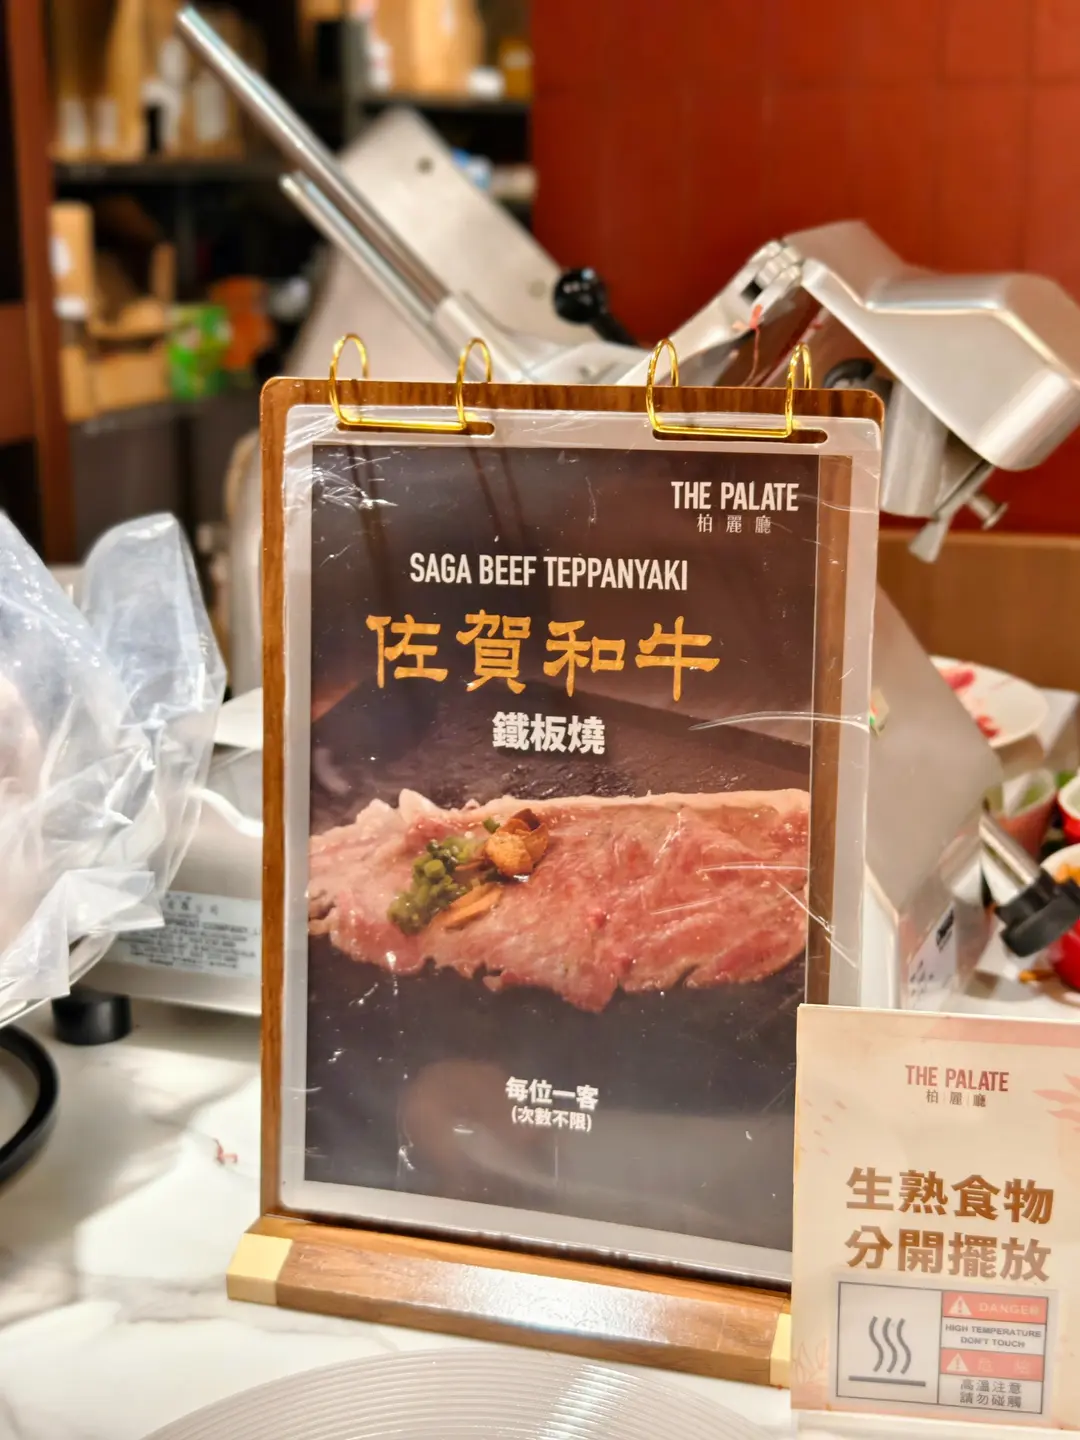 THE PALATE
柏麗廳
SAGA BEEF TEPPANYAKI
佐賀和牛
鐵板燒
每位一客
(次數不限)
THE PALATE
柏|麗|廳
生熟食物
分開擺放
DANGER
HIGH TEMPERATURE
DON'T TOUCH
危 險
高溫注意
請勿碰觸